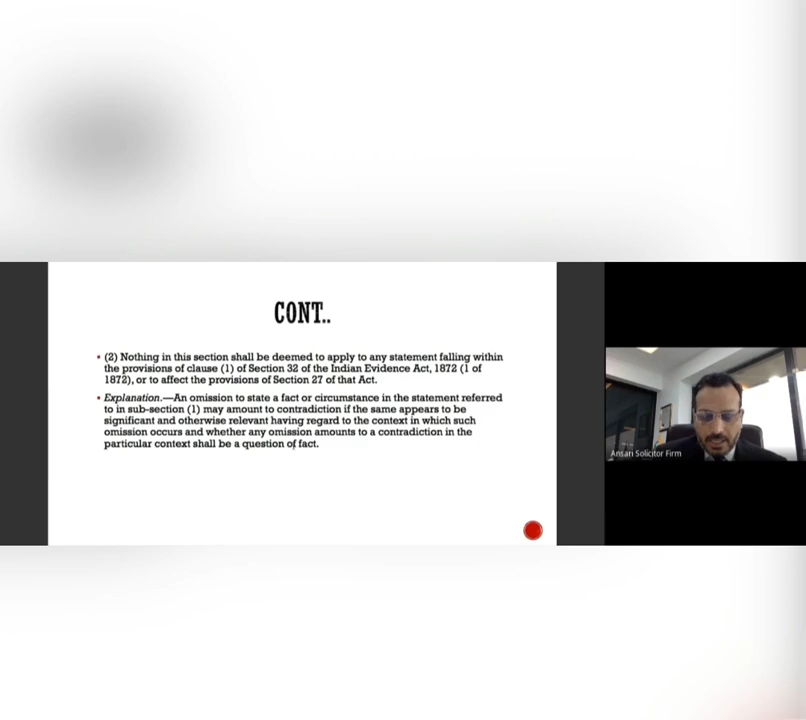 CONT..
• (2) Nothing in this section shall be deemed to apply to any statement falling within
the provisions of clause (1) of Section 32 of the Indian Evidence Act, 1872 (1 of
1872), or to affect the provisions of Section 27 of that Act.
• Explanation.—An omission to state a fact or circumstance in the statement referred
to in sub-section (1) may amount to contradiction if the same appears to be
significant and otherwise relevant having regard to the context in which such
omission occurs and whether any omission amounts to a contradiction in the
particular context shall be a question of fact.
Ansari Solicitor Firm